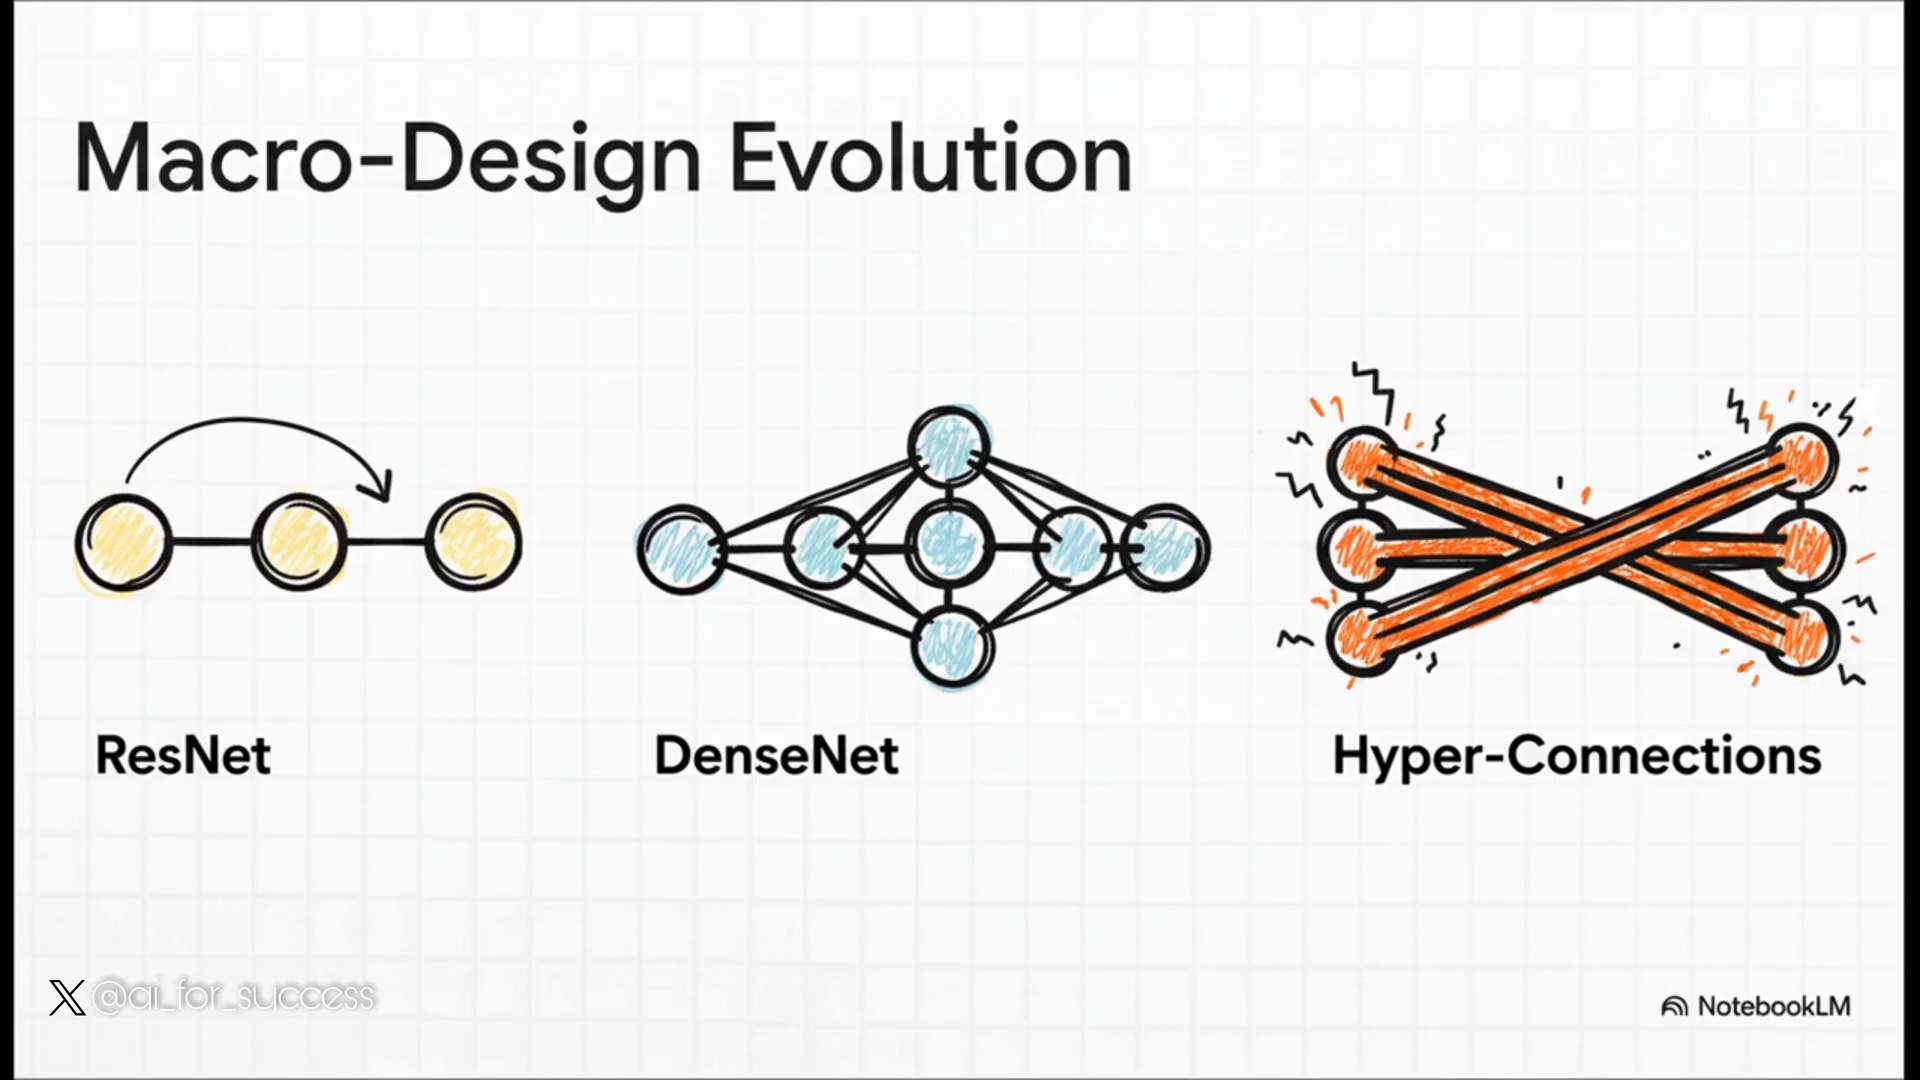 Macro-Design Evolution
ResNet
DenseNet
Hyper-Connections
@ai_for_success
NotebookLM